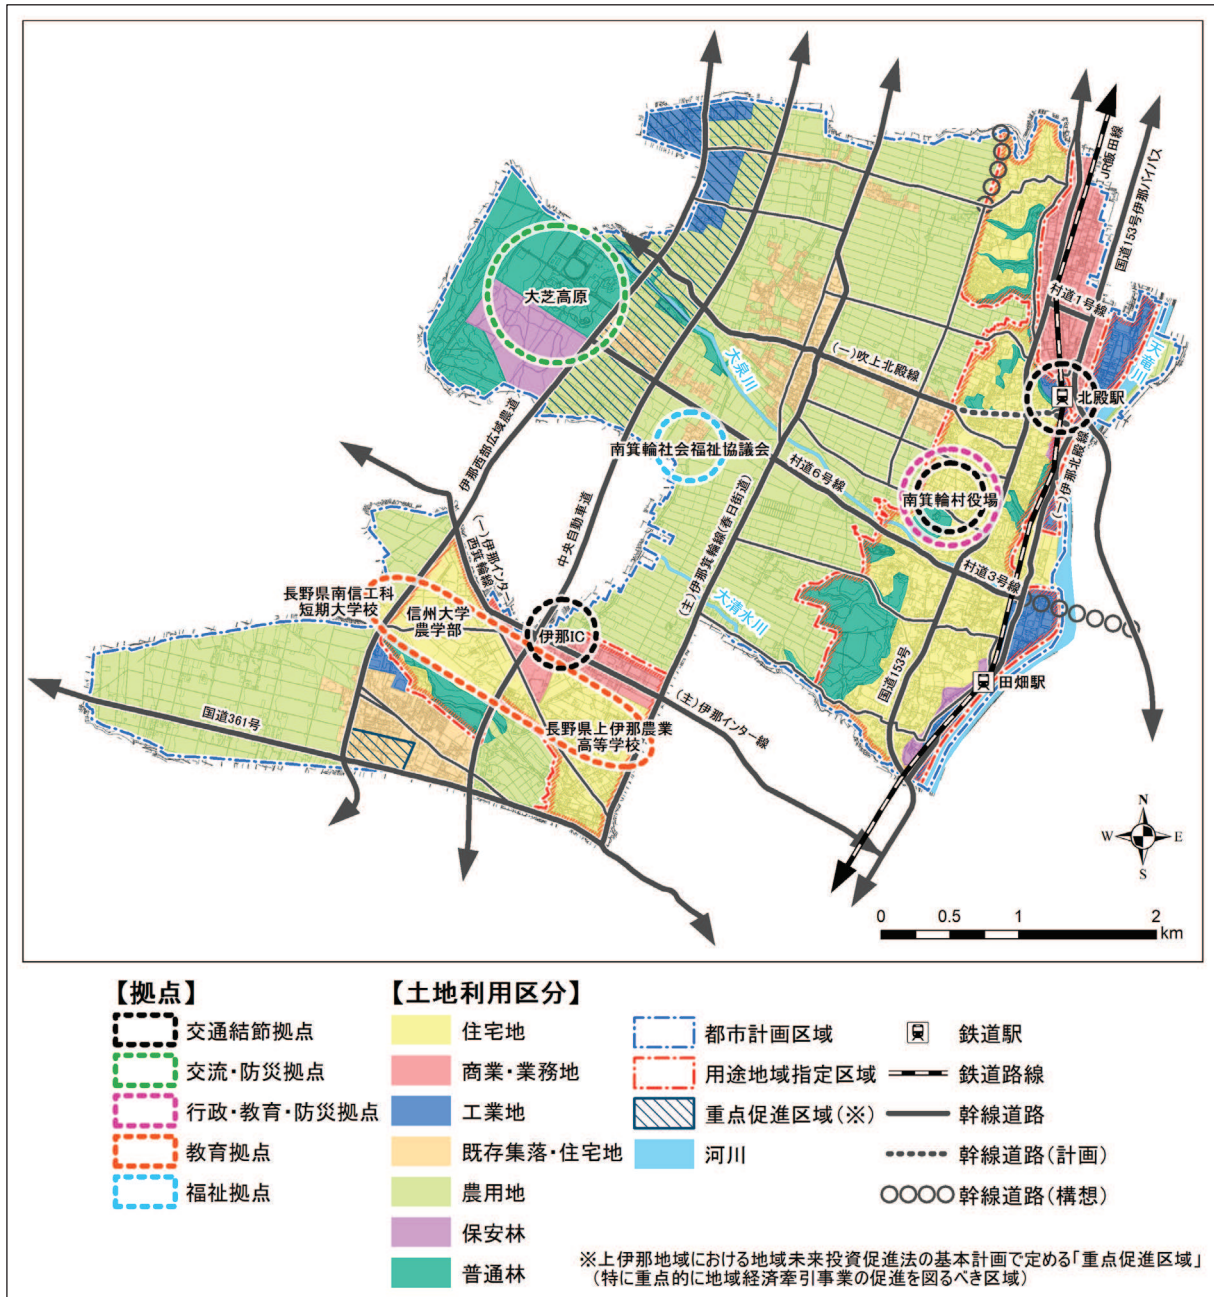 JR飯田線
国道153号伊那バイパス
大芝高原
村道1号線
天竜川
大泉川
(一)吹上北殿線
北殿駅
伊那西部広域農道
南箕輪社会福祉協議会
村道6号線
南箕輪村役場
(一)伊那北殿線
(一)伊那インター
西箕輪線
中央自動車道
(主)伊那箕輪線(春日街道)
村道3号線
長野県南信工科
短期大学校
信州大学
農学部
伊那IC
大清水川
国道153号
田畑駅
国道361号
(主)伊那インター線
長野県上伊那農業
高等学校
N
W E
S
0 0.5 1 2
km
【拠点】
交通結節拠点
交流・防災拠点
行政・教育・防災拠点
教育拠点
福祉拠点
【土地利用区分】
住宅地
商業・業務地
工業地
既存集落・住宅地
農用地
保安林
普通林
都市計画区域
用途地域指定区域
重点促進区域(※)
河川
鉄道駅
鉄道路線
幹線道路
幹線道路(計画)
幹線道路(構想)
※上伊那地域における地域未来投資促進法の基本計画で定める「重点促進区域」
(特に重点的に地域経済牽引事業の促進を図るべき区域)